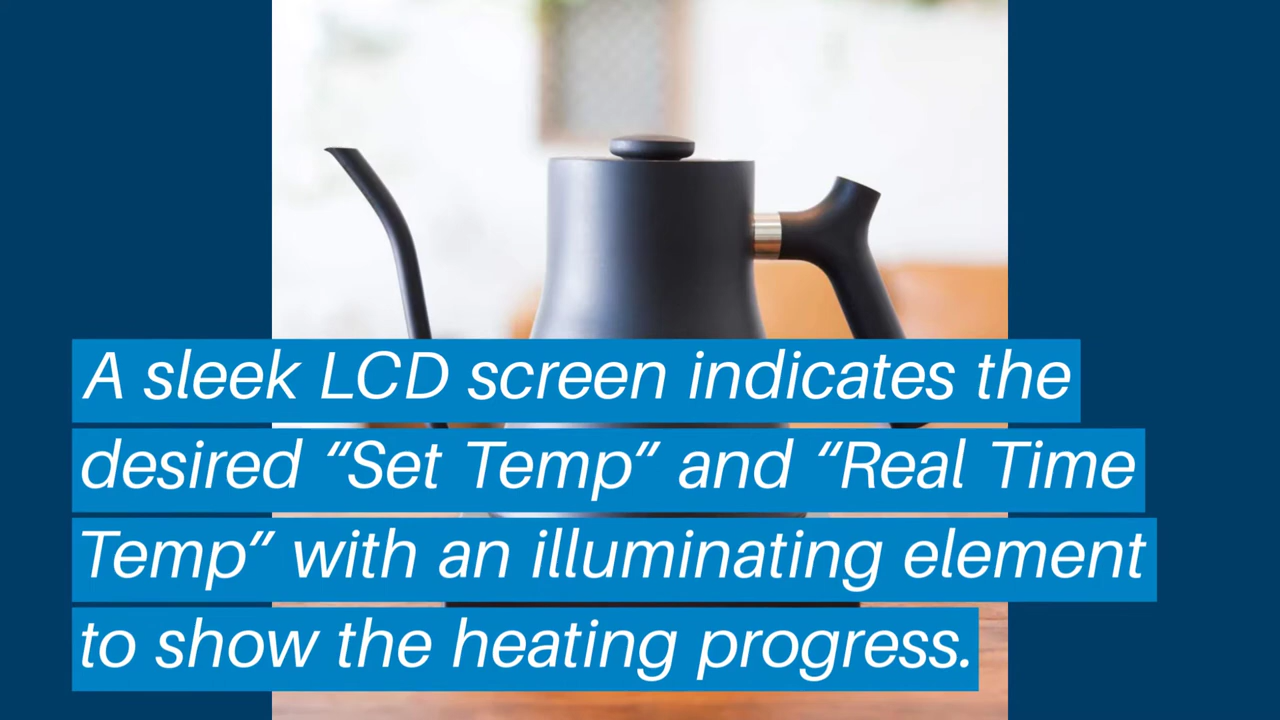 A sleek LCD screen indicates the
desired “Set Temp” and “Real Time
Temp” with an illuminating element
to show the heating progress.